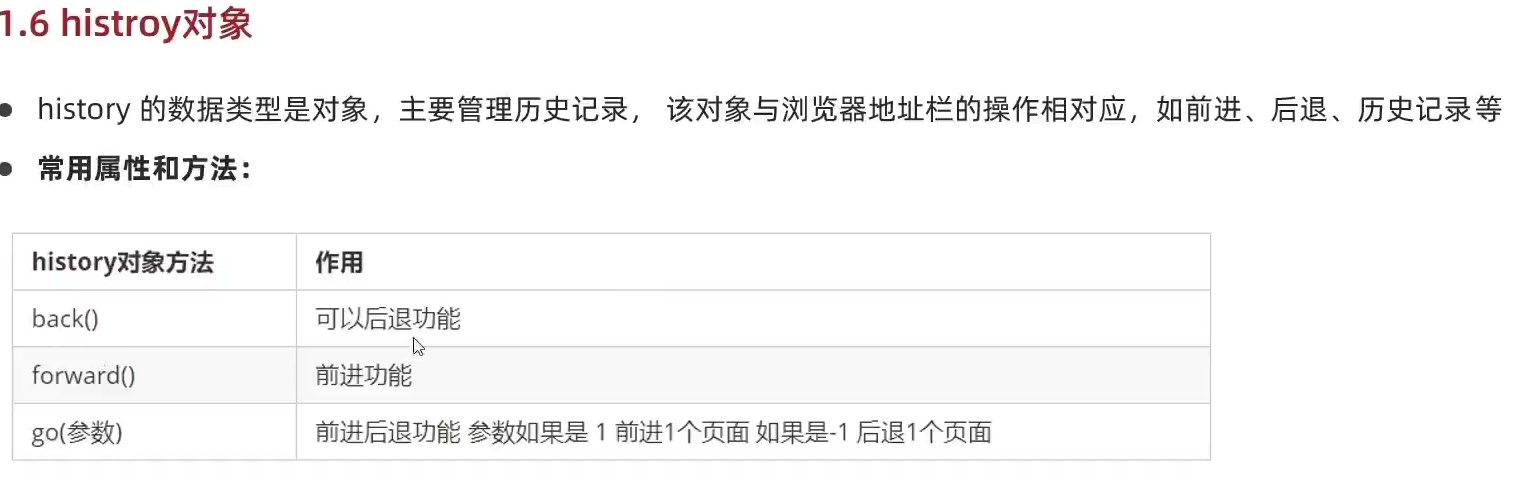 1.6 histroy对象
● history 的数据类型是对象，主要管理历史记录， 该对象与浏览器地址栏的操作相对应，如前进、后退、历史记录等
● 常用属性和方法：
history对象方法 作用
back() 可以后退功能
forward() 前进功能
go(参数) 前进后退功能 参数如果是 1 前进1个页面 如果是-1 后退1个页面